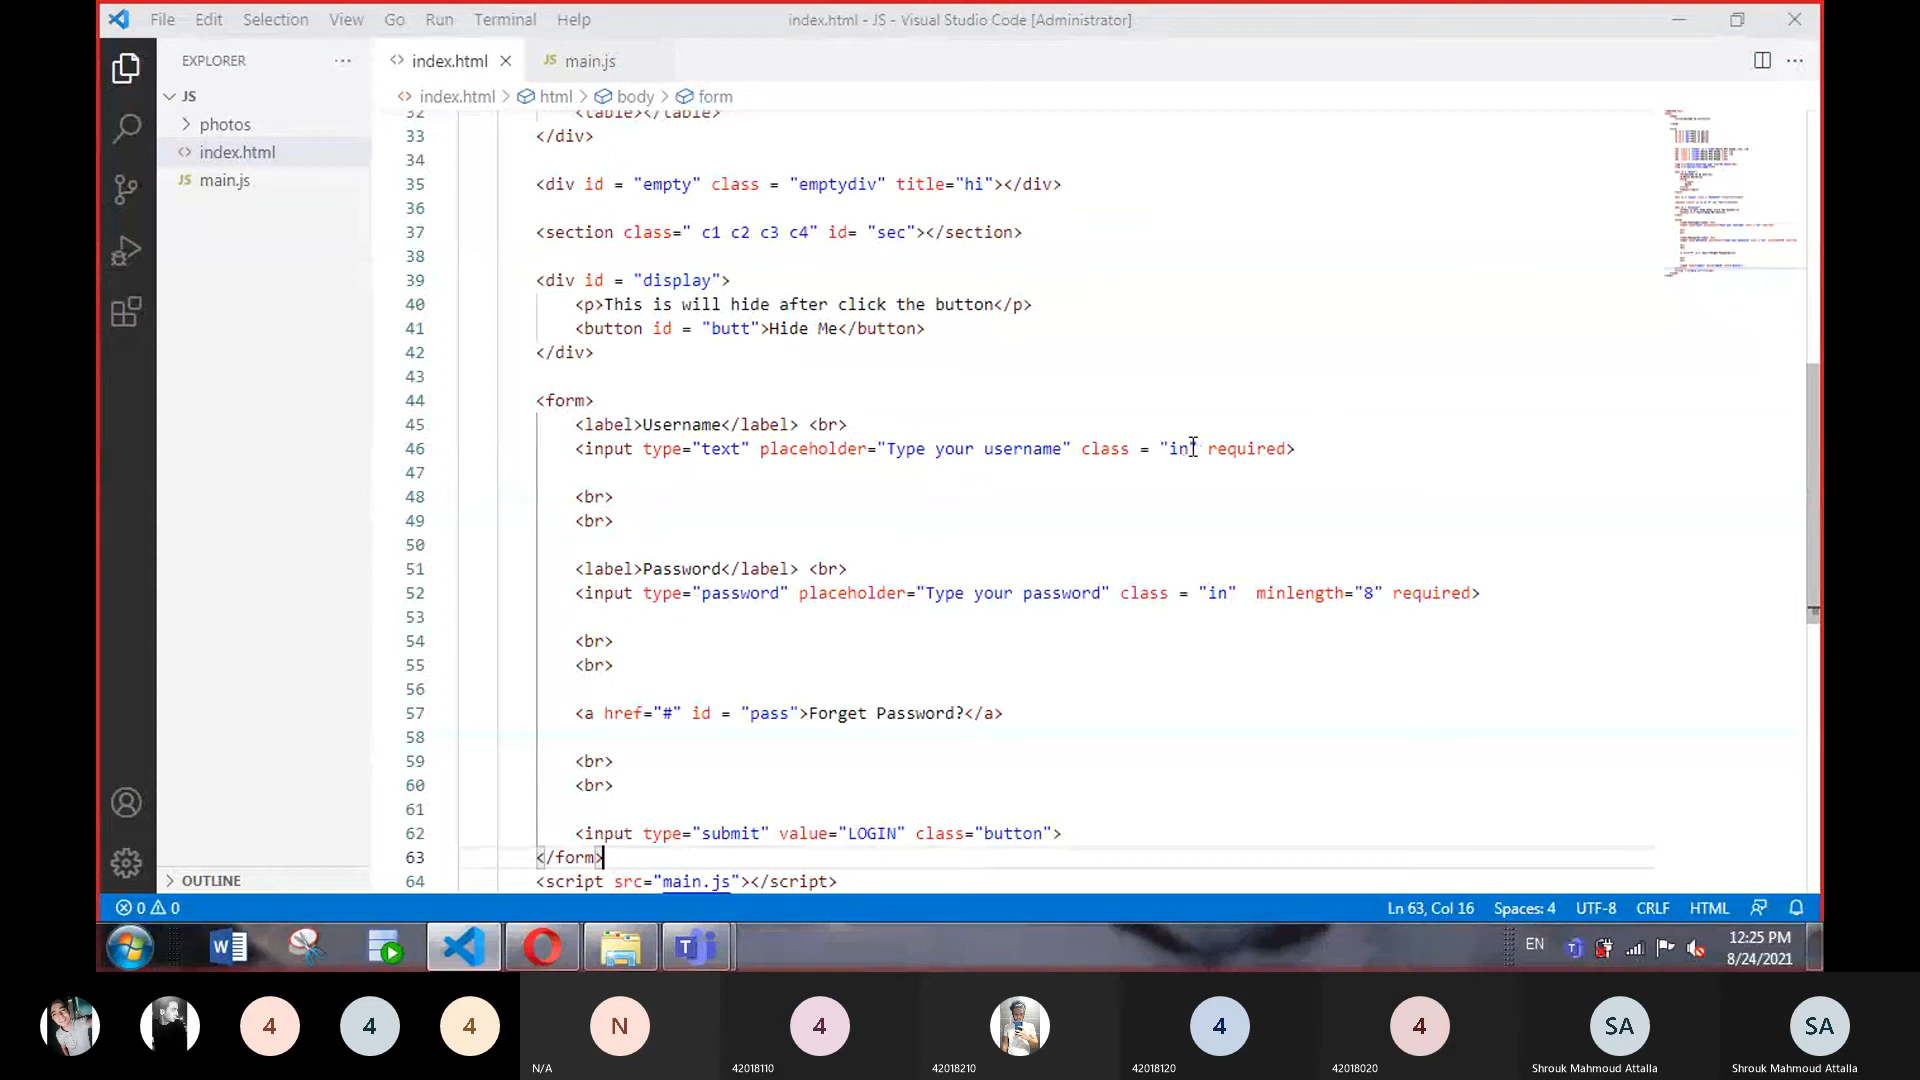 File Edit Selection View Go Run Terminal Help
index.html - JS - Visual Studio Code [Administrator]
EXPLORER ···
<> index.html ×
JS main.js
JS
photos
<> index.html
JS main.js
OUTLINE
<> index.html > html > body > form
32 <table></table>
33 </div>
34
35 <div id = "empty" class = "emptydiv" title="hi"></div>
36
37 <section class=" c1 c2 c3 c4" id= "sec"></section>
38
39 <div id = "display">
40 <p>This is will hide after click the button</p>
41 <button id = "butt">Hide Me</button>
42 </div>
43
44 <form>
45 <label>Username</label> <br>
46 <input type="text" placeholder="Type your username" class = "in" required>
47
48 <br>
49 <br>
50
51 <label>Password</label> <br>
52 <input type="password" placeholder="Type your password" class = "in"  minlength="8" required>
53
54 <br>
55 <br>
56
57 <a href="#" id = "pass">Forget Password?</a>
58
59 <br>
60 <br>
61
62 <input type="submit" value="LOGIN" class="button">
63 </form>
64 <script src="main.js"></script>
0 0
Ln 63, Col 16 Spaces: 4 UTF-8 CRLF HTML
W T
EN
12:25 PM
8/24/2021
4 4 4 N 4 4 4 SA SA
N/A 42018110 42018210 42018120 42018020 Shrouk Mahmoud Attalla Shrouk Mahmoud Attalla